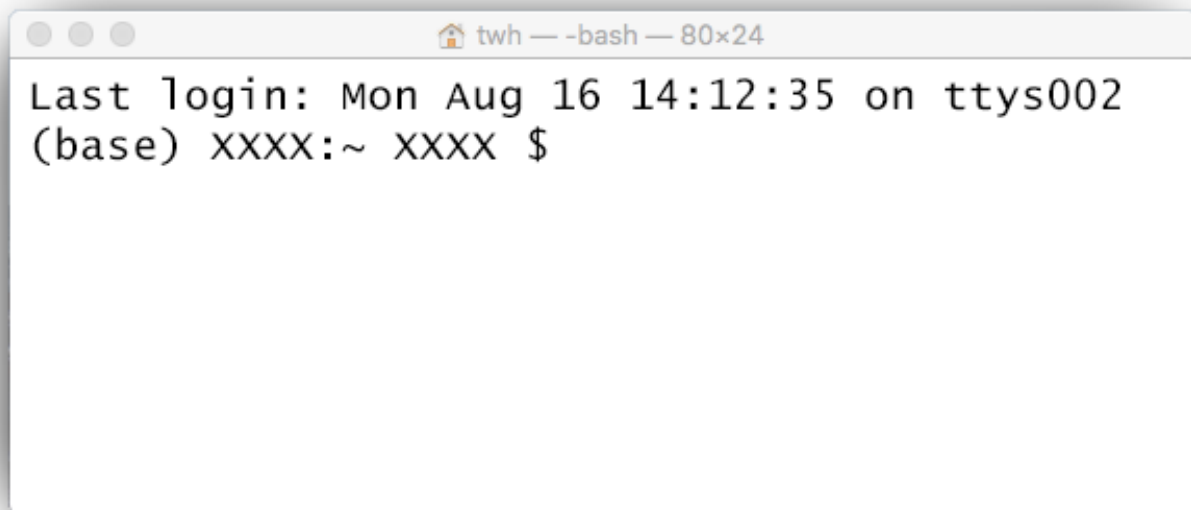 twh — -bash — 80×24
Last login: Mon Aug 16 14:12:35 on ttys002
(base) XXXX:~ XXXX $